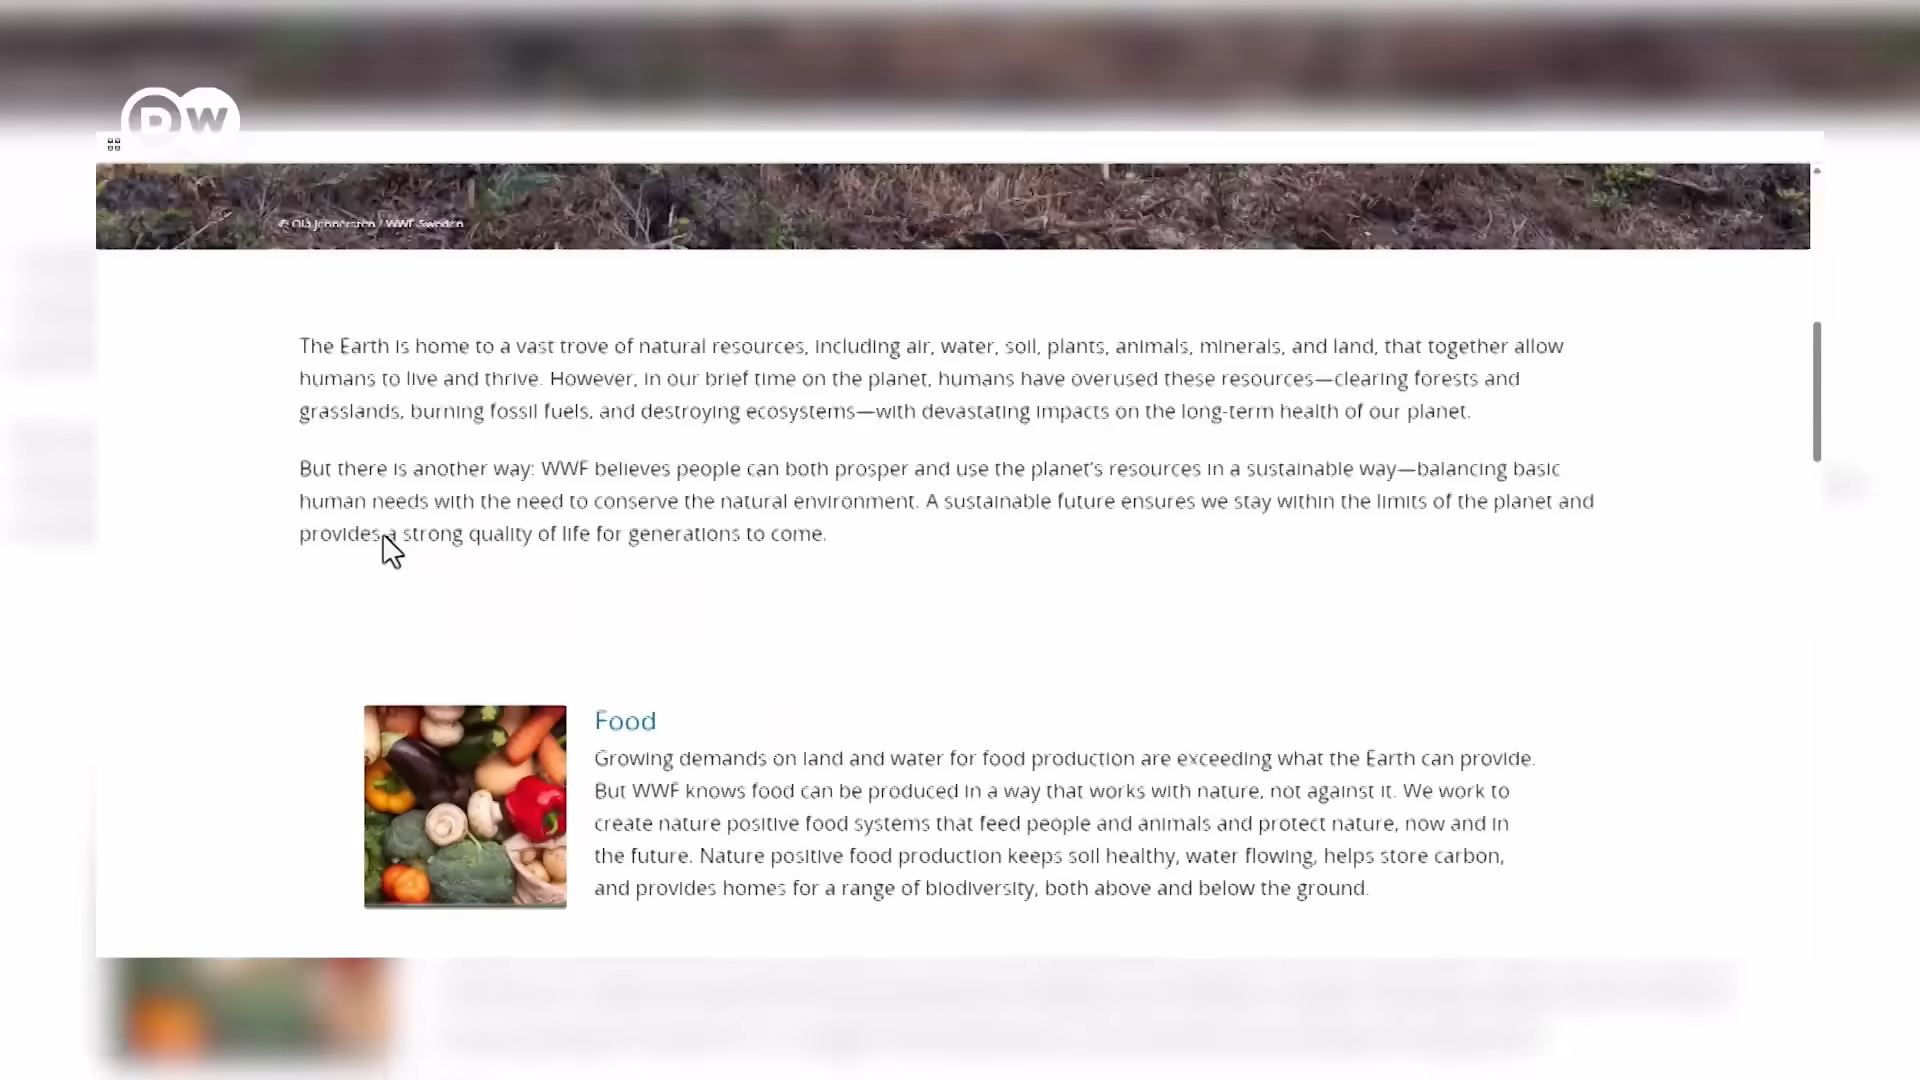 DW
© Ola Jennersten / WWF-Sweden
The Earth is home to a vast trove of natural resources, including air, water, soil, plants, animals, minerals, and land, that together allow
humans to live and thrive. However, in our brief time on the planet, humans have overused these resources—clearing forests and
grasslands, burning fossil fuels, and destroying ecosystems—with devastating impacts on the long-term health of our planet.
But there is another way: WWF believes people can both prosper and use the planet’s resources in a sustainable way—balancing basic
human needs with the need to conserve the natural environment. A sustainable future ensures we stay within the limits of the planet and
provides a strong quality of life for generations to come.
Food
Growing demands on land and water for food production are exceeding what the Earth can provide.
But WWF knows food can be produced in a way that works with nature, not against it. We work to
create nature positive food systems that feed people and animals and protect nature, now and in
the future. Nature positive food production keeps soil healthy, water flowing, helps store carbon,
and provides homes for a range of biodiversity, both above and below the ground.